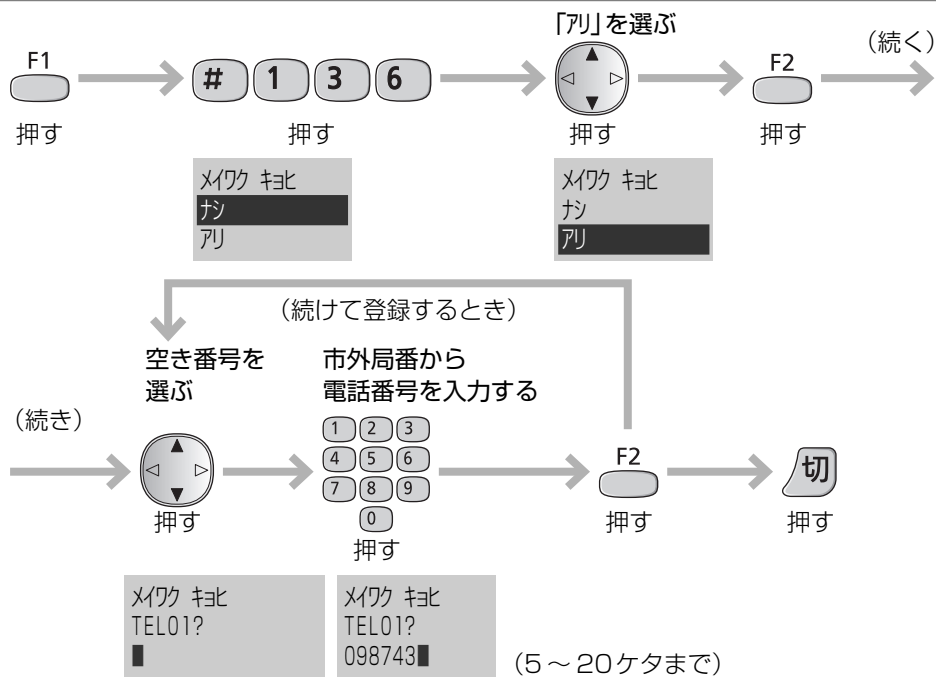 「ｱﾘ」を選ぶ
（続く）
F1
# 1 3 6
F2
押す
押す
押す
押す
ﾒｲﾜｸ ｷｮﾋ
ﾅｼ
ｱﾘ
ﾒｲﾜｸ ｷｮﾋ
ﾅｼ
ｱﾘ
（続けて登録するとき）
（続き）
空き番号を
選ぶ
市外局番から
電話番号を入力する
1 2 3
4 5 6
7 8 9
0
F2
切
押す
押す
押す
押す
ﾒｲﾜｸ ｷｮﾋ
TEL01?
ﾒｲﾜｸ ｷｮﾋ
TEL01?
098743
（5～20ケタまで）